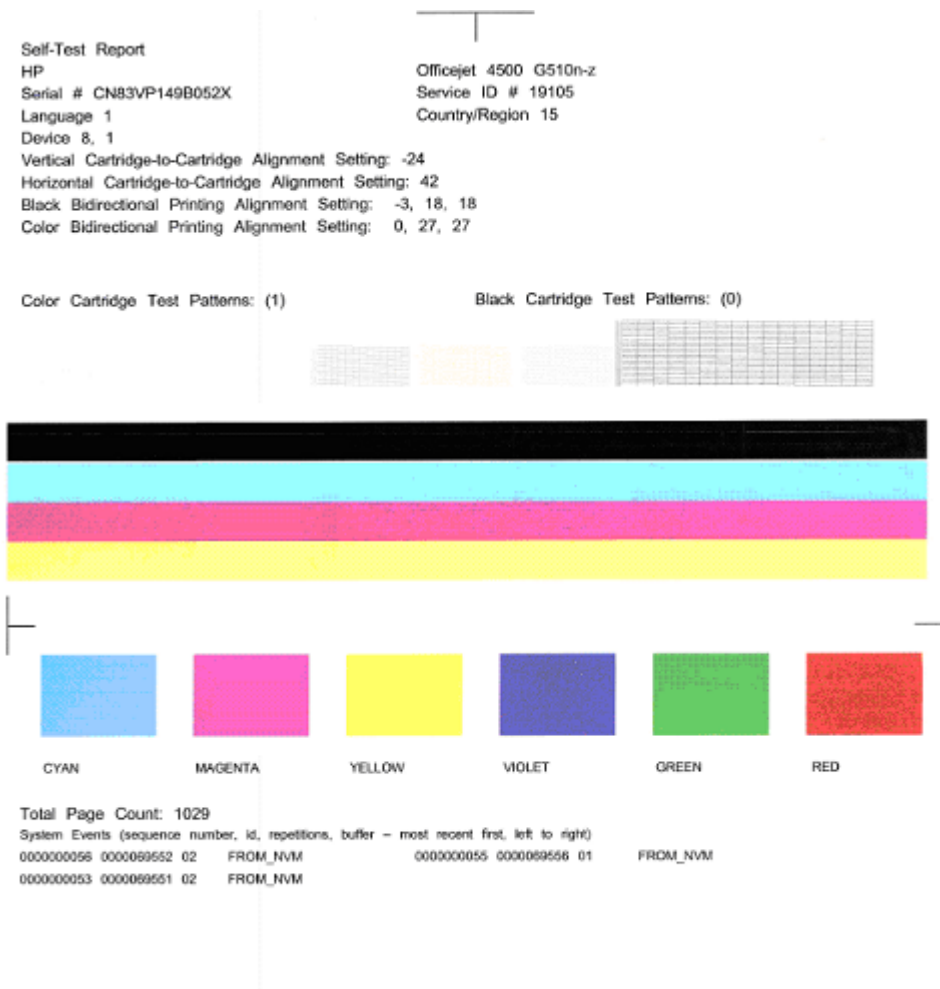 Self-Test Report
HP
Officejet 4500 G510n-z
Serial # CN83VP149B052X
Service ID # 19105
Language 1
Country/Region 15
Device 8, 1
Vertical Cartridge-to-Cartridge Alignment Setting: -24
Horizontal Cartridge-to-Cartridge Alignment Setting: 42
Black Bidirectional Printing Alignment Setting: -3, 18, 18
Color Bidirectional Printing Alignment Setting: 0, 27, 27
Color Cartridge Test Patterns: (1)
Black Cartridge Test Patterns: (0)
CYAN
MAGENTA
YELLOW
VIOLET
GREEN
RED
Total Page Count: 1029
System Events (sequence number, id, repetitions, buffer – most recent first, left to right)
0000000056 0000069552 02 FROM_NVM
0000000055 0000069556 01 FROM_NVM
0000000053 0000069551 02 FROM_NVM